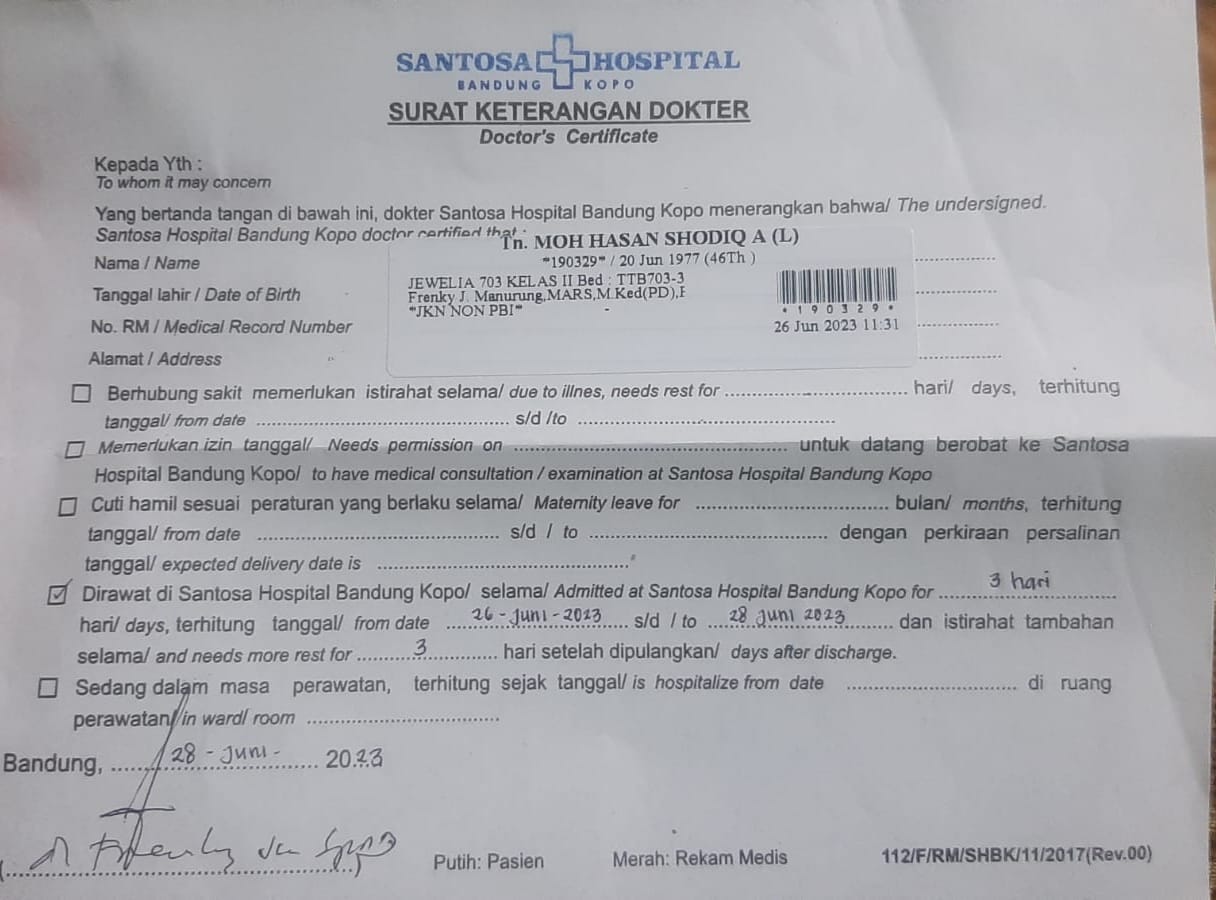 SANTOSA HOSPITAL
BANDUNG KOPO
SURAT KETERANGAN DOKTER
Doctor's Certificate
Kepada Yth :
To whom it may concern
Yang bertanda tangan di bawah ini, dokter Santosa Hospital Bandung Kopo menerangkan bahwa/ The undersigned.
Santosa Hospital Bandung Kopo doctor certified that :
Tn. MOH HASAN SHODIQ A (L)
Nama / Name
*190329* / 20 Jun 1977 (46Th )
JEWELIA 703 KELAS II Bed : TTB703-3
Tanggal lahir / Date of Birth
Frenky J. Manurung,MARS,M.Ked(PD),
*JKN NON PBI* -
*190329*
No. RM / Medical Record Number
26 Jun 2023 11:31
Alamat / Address
Berhubung sakit memerlukan istirahat selama/ due to illnes, needs rest for .......... hari/ days, terhitung
tanggal/ from date .......... s/d /to ..........
Memerlukan izin tanggal/ Needs permission on .......... untuk datang berobat ke Santosa
Hospital Bandung Kopo/ to have medical consultation / examination at Santosa Hospital Bandung Kopo
Cuti hamil sesuai peraturan yang berlaku selama/ Maternity leave for .......... bulan/ months, terhitung
tanggal/ from date .......... s/d / to .......... dengan perkiraan persalinan
tanggal/ expected delivery date is ..........
Dirawat di Santosa Hospital Bandung Kopo/ selama/ Admitted at Santosa Hospital Bandung Kopo for 3 hari
hari/ days, terhitung tanggal/ from date 26-Juni-2023 s/d / to 28 Juni 2023 dan istirahat tambahan
selama/ and needs more rest for 3 hari setelah dipulangkan/ days after discharge.
Sedang dalam masa perawatan, terhitung sejak tanggal/ is hospitalize from date .......... di ruang
perawatan/ in ward/ room ..........
Bandung, 28 - Juni - 2023
Putih: Pasien Merah: Rekam Medis 112/F/RM/SHBK/11/2017(Rev.00)